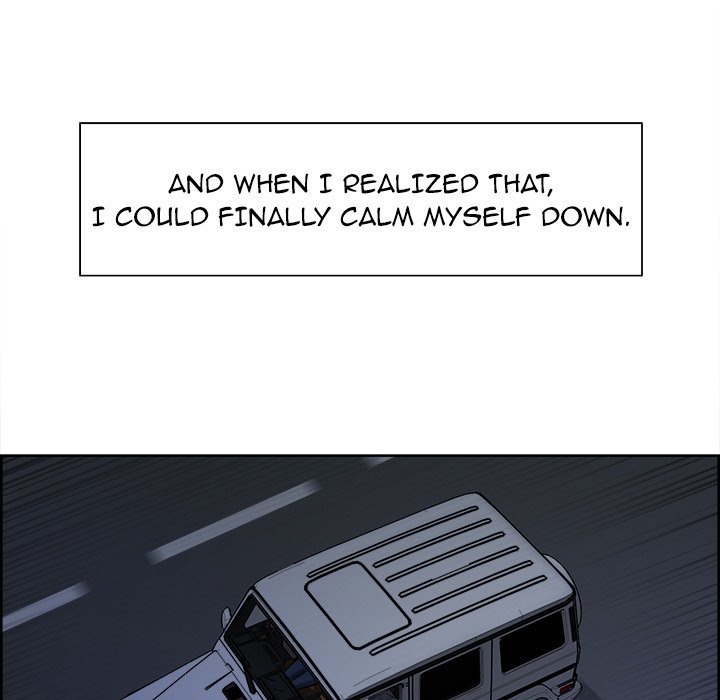 AND WHEN I REALIZED THAT,
I COULD FINALLY CALM MYSELF DOWN.